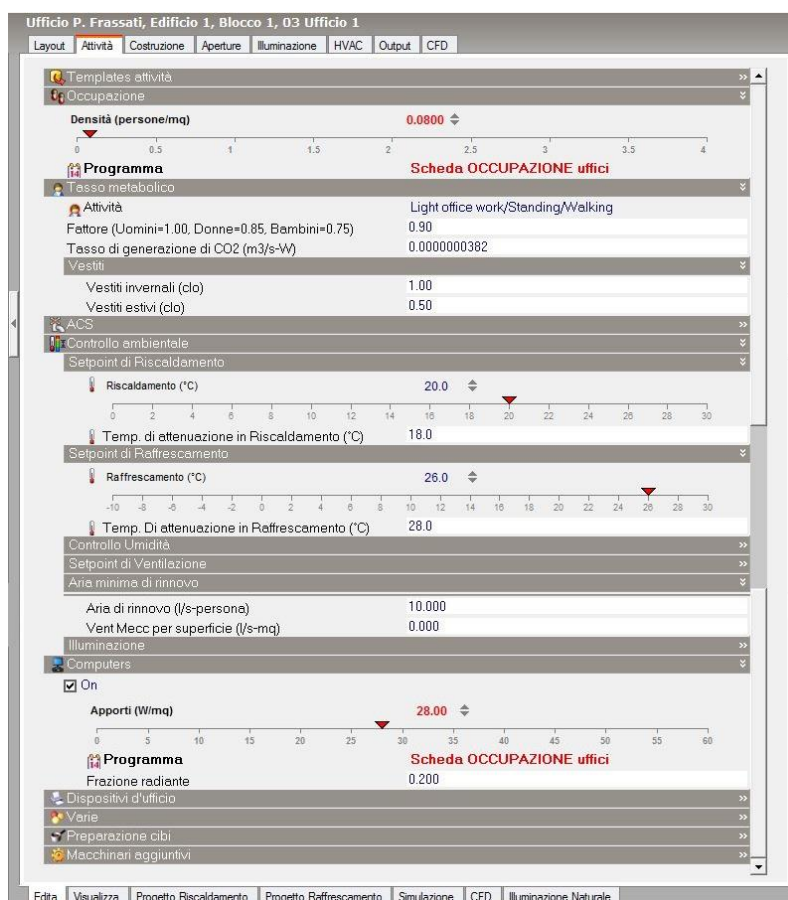 Ufficio P. Frassati, Edificio 1, Blocco 1, 03 Ufficio 1
Layout Attività Costruzione Aperture Illuminazione HVAC Output CFD
Templates attività
Occupazione
Densità (persone/mq) 0.0800
0 0.5 1 1.5 2 2.5 3 3.5 4
14 Programma Scheda OCCUPAZIONE uffici
Tasso metabolico
Attività Light office work/Standing/Walking
Fattore (Uomini=1.00, Donne=0.85, Bambini=0.75) 0.90
Tasso di generazione di CO2 (m3/s-W) 0.0000000382
Vestiti
Vestiti invernali (clo) 1.00
Vestiti estivi (clo) 0.50
ACS
Controllo ambientale
Setpoint di Riscaldamento
Riscaldamento (°C) 20.0
0 2 4 6 8 10 12 14 16 18 20 22 24 26 28 30
Temp. di attenuazione in Riscaldamento (°C) 18.0
Setpoint di Raffrescamento
Raffrescamento (°C) 26.0
-10 -8 -6 -4 -2 0 2 4 6 8 10 12 14 16 18 20 22 24 26 28 30
Temp. Di attenuazione in Raffrescamento (°C) 28.0
Controllo Umidità
Setpoint di Ventilazione
Aria minima di rinnovo
Aria di rinnovo (l/s-persona) 10.000
Vent Mecc per superficie (l/s-mq) 0.000
Illuminazione
Computers
On
Apporti (W/mq) 28.00
0 5 10 15 20 25 30 35 40 45 50 55 60
14 Programma Scheda OCCUPAZIONE uffici
Frazione radiante 0.200
Dispositivi d'ufficio
Varie
Preparazione cibi
Macchinari aggiuntivi
Edita Visualizza Progetto Riscaldamento Progetto Raffrescamento Simulazione CFD Illuminazione Naturale